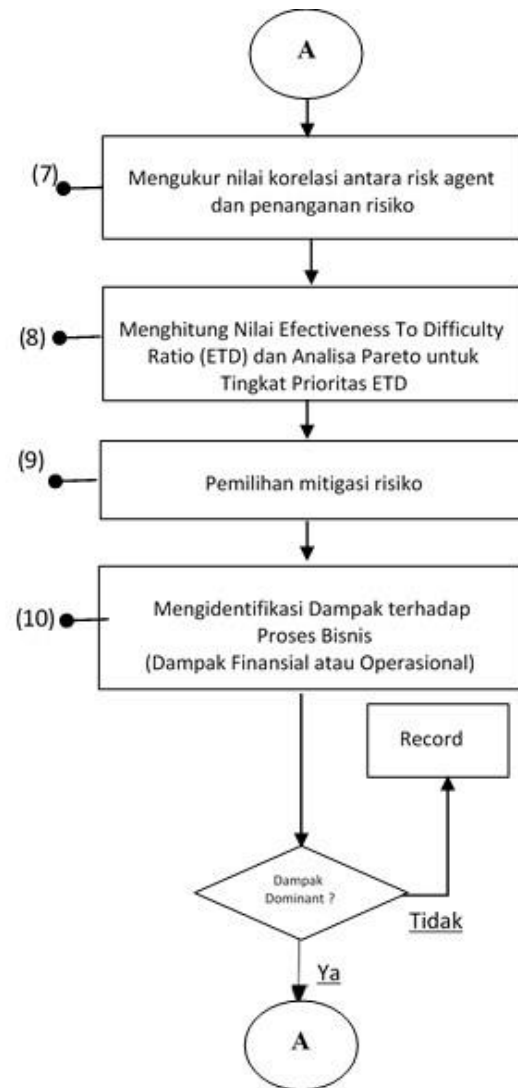 A
(7)
Mengukur nilai korelasi antara risk agent
dan penanganan risiko
(8)
Menghitung Nilai Efectiveness To Difficulty
Ratio (ETD) dan Analisa Pareto untuk
Tingkat Prioritas ETD
(9)
Pemilihan mitigasi risiko
(10)
Mengidentifikasi Dampak terhadap
Proses Bisnis
(Dampak Finansial atau Operasional)
Record
Dampak
Dominant ?
Tidak
Ya
A